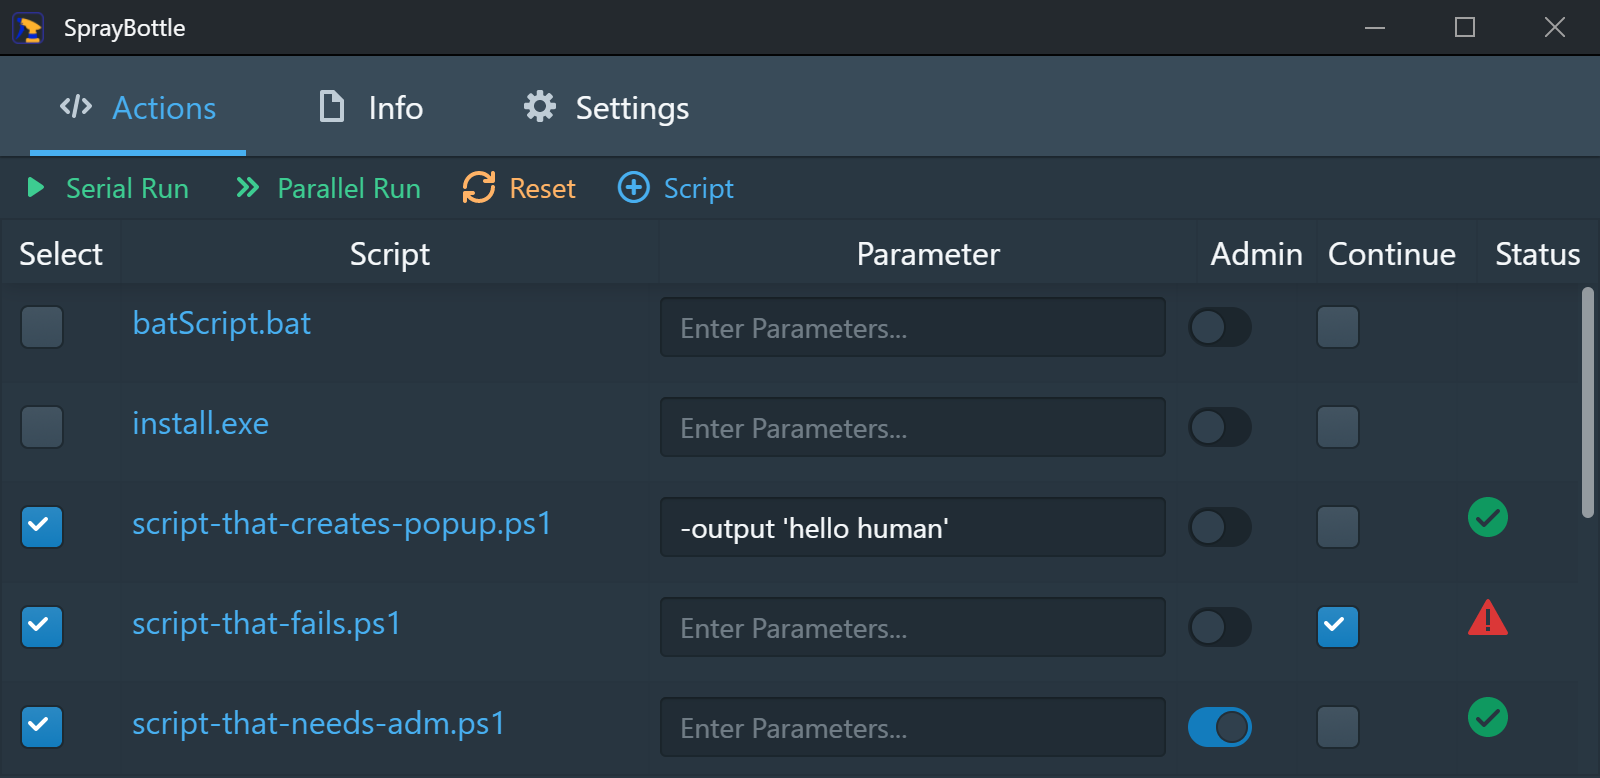 SprayBottle
</> Actions Info Settings
Serial Run Parallel Run Reset Script
Select Script Parameter Admin Continue Status
batScript.bat Enter Parameters...
install.exe Enter Parameters...
script-that-creates-popup.ps1 -output 'hello human'
script-that-fails.ps1 Enter Parameters...
script-that-needs-adm.ps1 Enter Parameters...